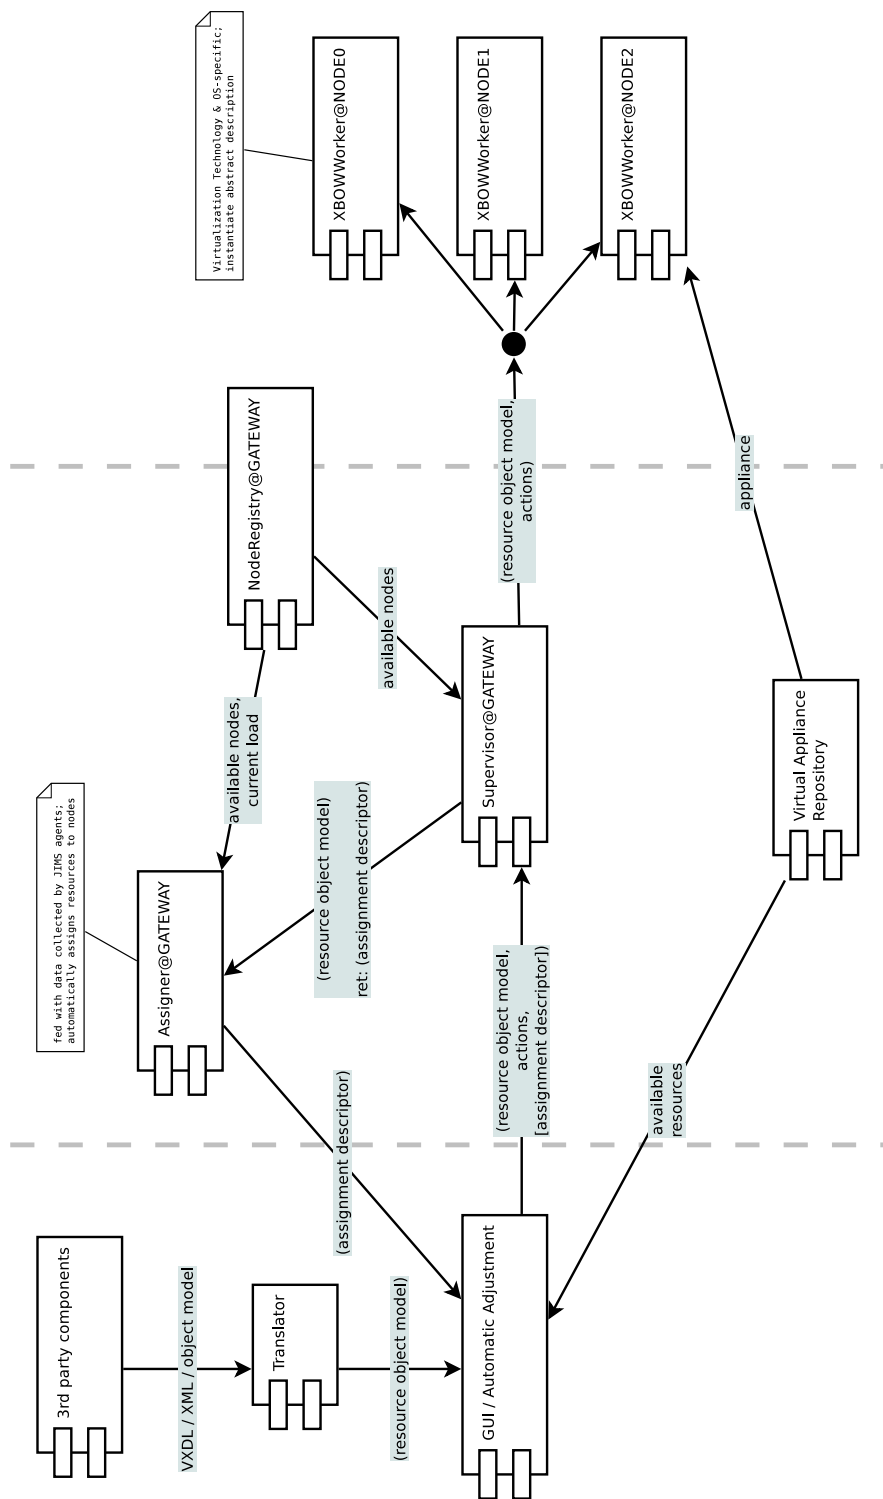 3rd party components
VXDL / XML / object model
Translator
(resource object model)
GUI / Automatic Adjustment
fed with data collected by JIMS agents;
automatically assigns resources to nodes
Assigner@GATEWAY
(assignment descriptor)
available nodes,
current load
NodeRegistry@GATEWAY
available nodes
(resource object model)
ret: (assignment descriptor)
Supervisor@GATEWAY
(resource object model,
actions,
[assignment descriptor])
available
resources
Virtual Appliance
Repository
appliance
(resource object model,
actions)
Virtualization Technology & OS-specific;
instantiate abstract description
XBOWWorker@NODE0
XBOWWorker@NODE1
XBOWWorker@NODE2